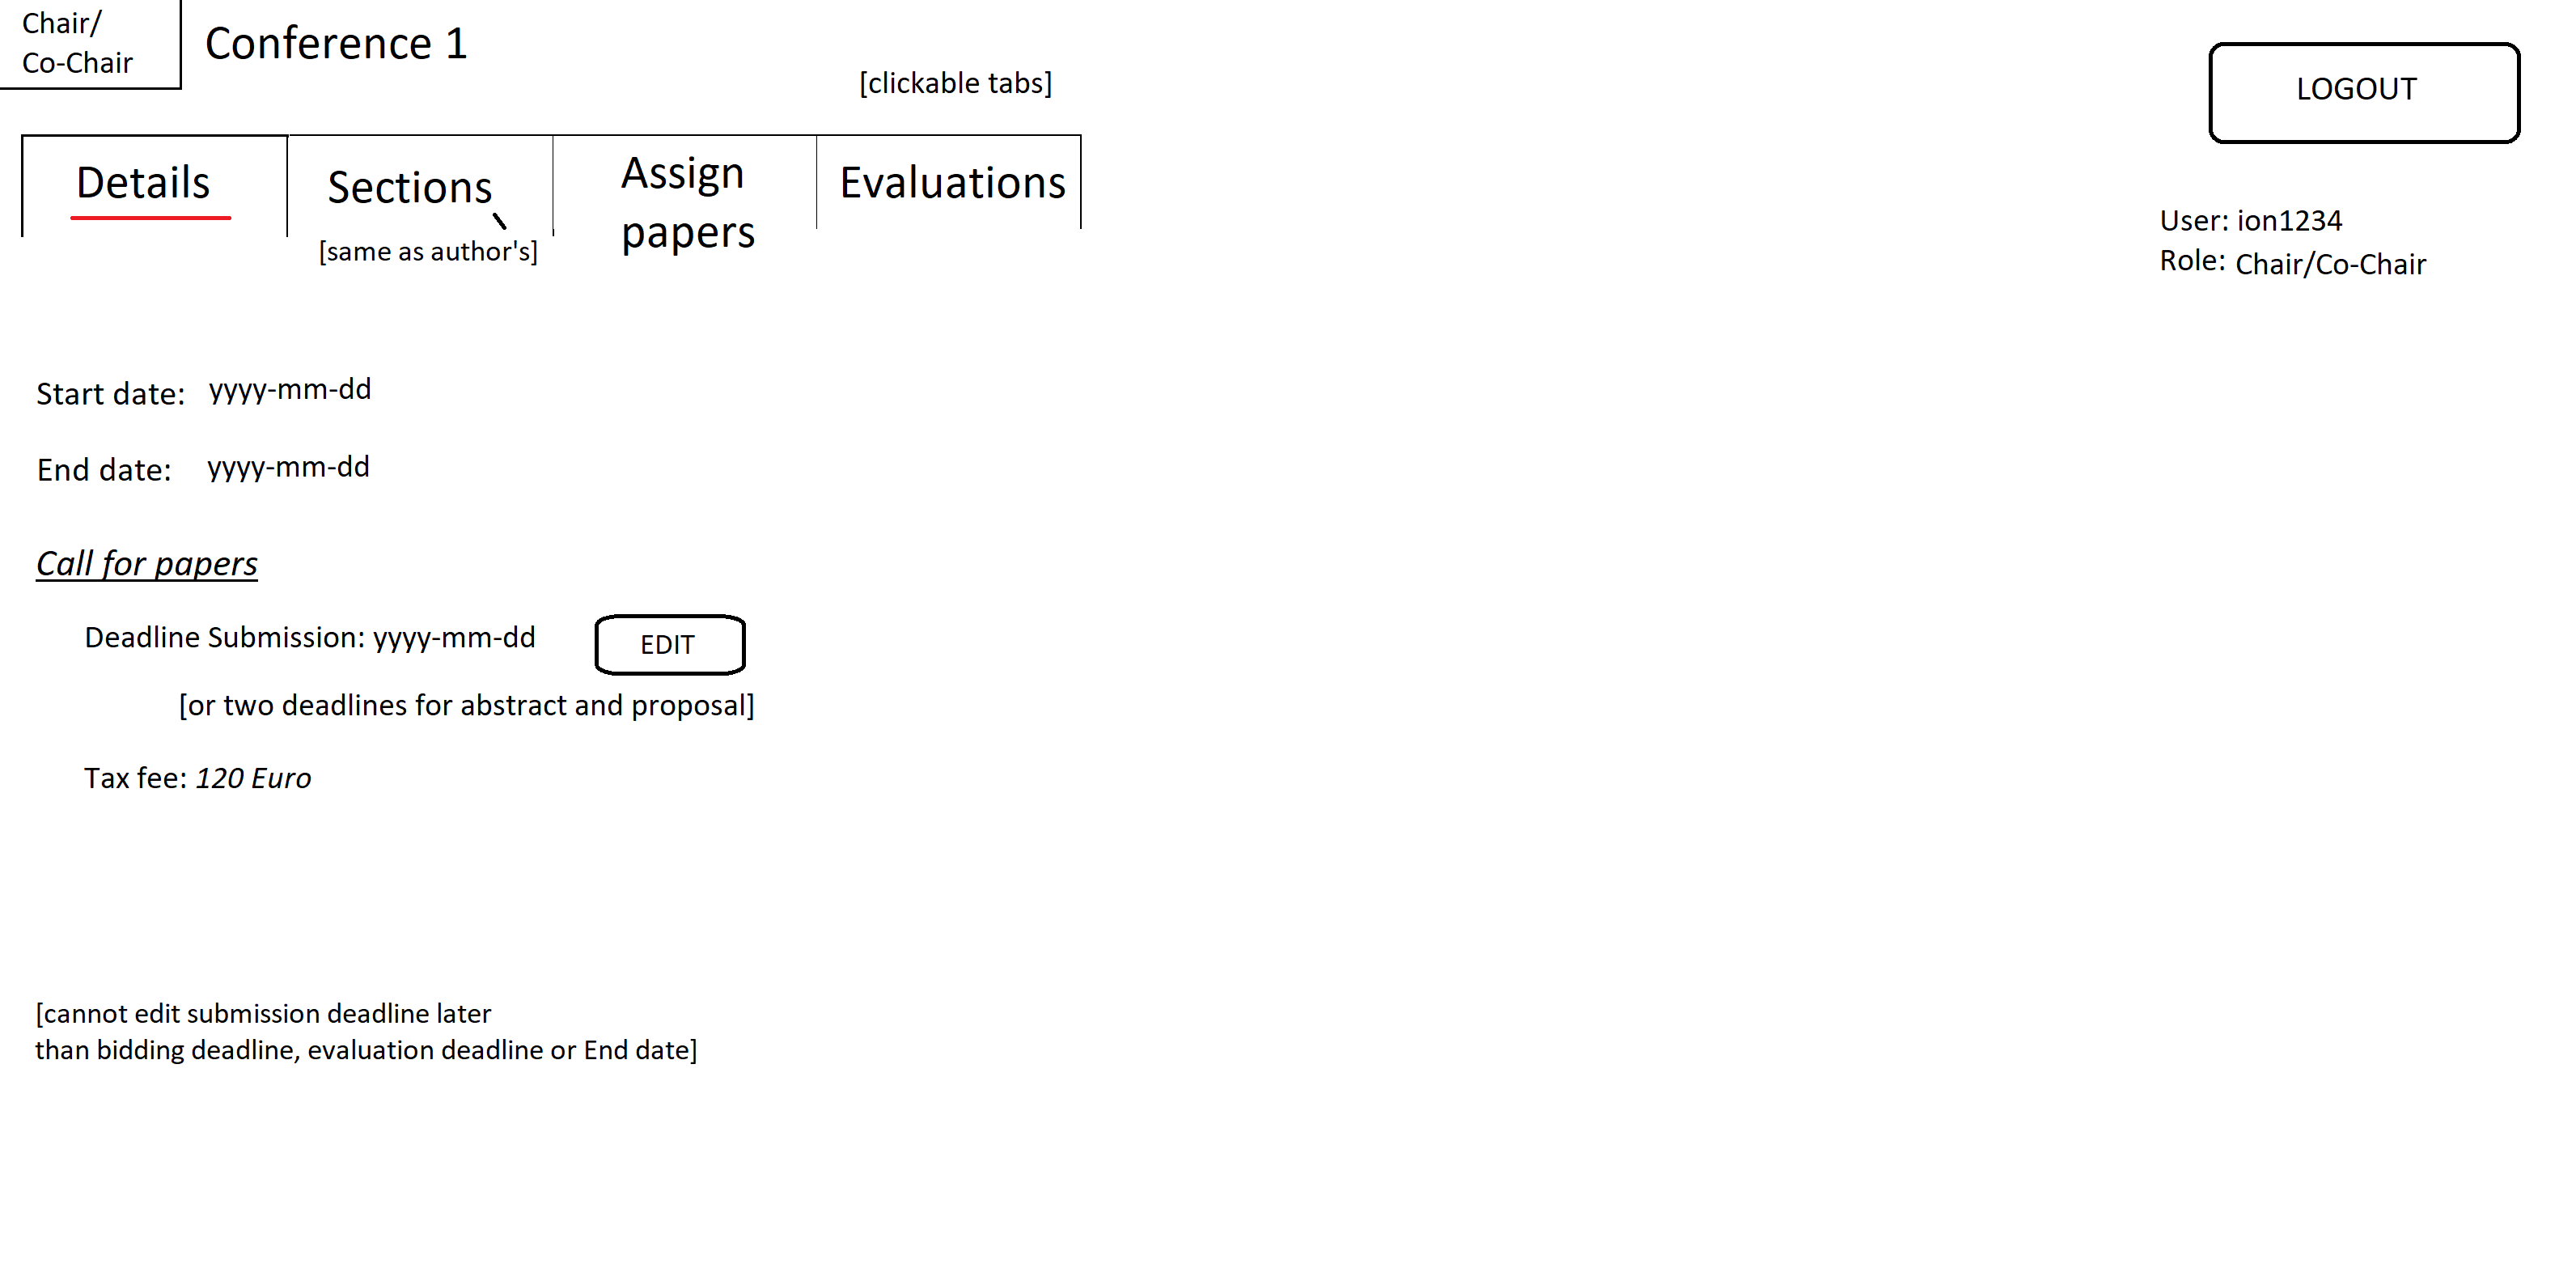 Chair/
Co-Chair
Conference 1
[clickable tabs]
LOGOUT
Details
Sections
[same as author's]
Assign
papers
Evaluations
User: ion1234
Role: Chair/Co-Chair
Start date: yyyy-mm-dd
End date: yyyy-mm-dd
Call for papers
Deadline Submission: yyyy-mm-dd
EDIT
[or two deadlines for abstract and proposal]
Tax fee: 120 Euro
[cannot edit submission deadline later
than bidding deadline, evaluation deadline or End date]